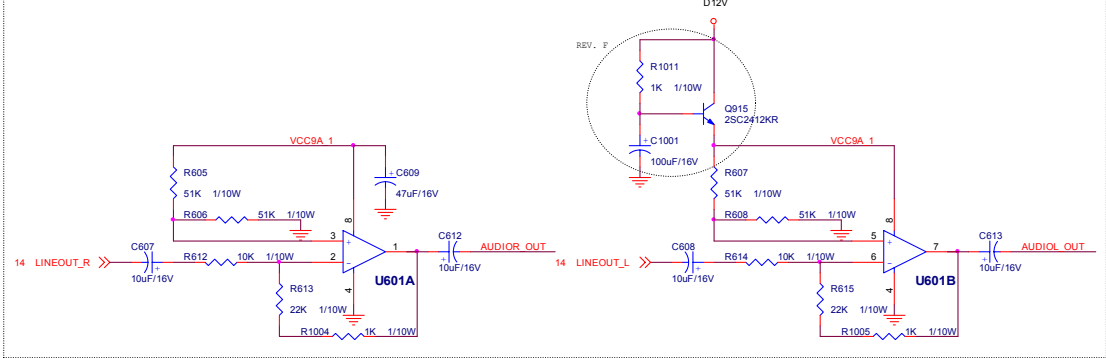 D12V
REV. F
R1011
1K 1/10W
Q915
2SC2412KR
C1001
100uF/16V
VCC9A_1
R605
51K 1/10W
C609
47uF/16V
R606
51K 1/10W
8
3
2
1
4
U601A
C607
10uF/16V
14 LINEOUT_R
R612
10K 1/10W
C612
10uF/16V
AUDIOR_OUT
R613
22K 1/10W
R1004
1K 1/10W
VCC9A_1
R607
51K 1/10W
R608
51K 1/10W
8
5
6
7
4
U601B
14 LINEOUT_L
C608
10uF/16V
R614
10K 1/10W
C613
10uF/16V
AUDIOL_OUT
R615
22K 1/10W
R1005
1K 1/10W